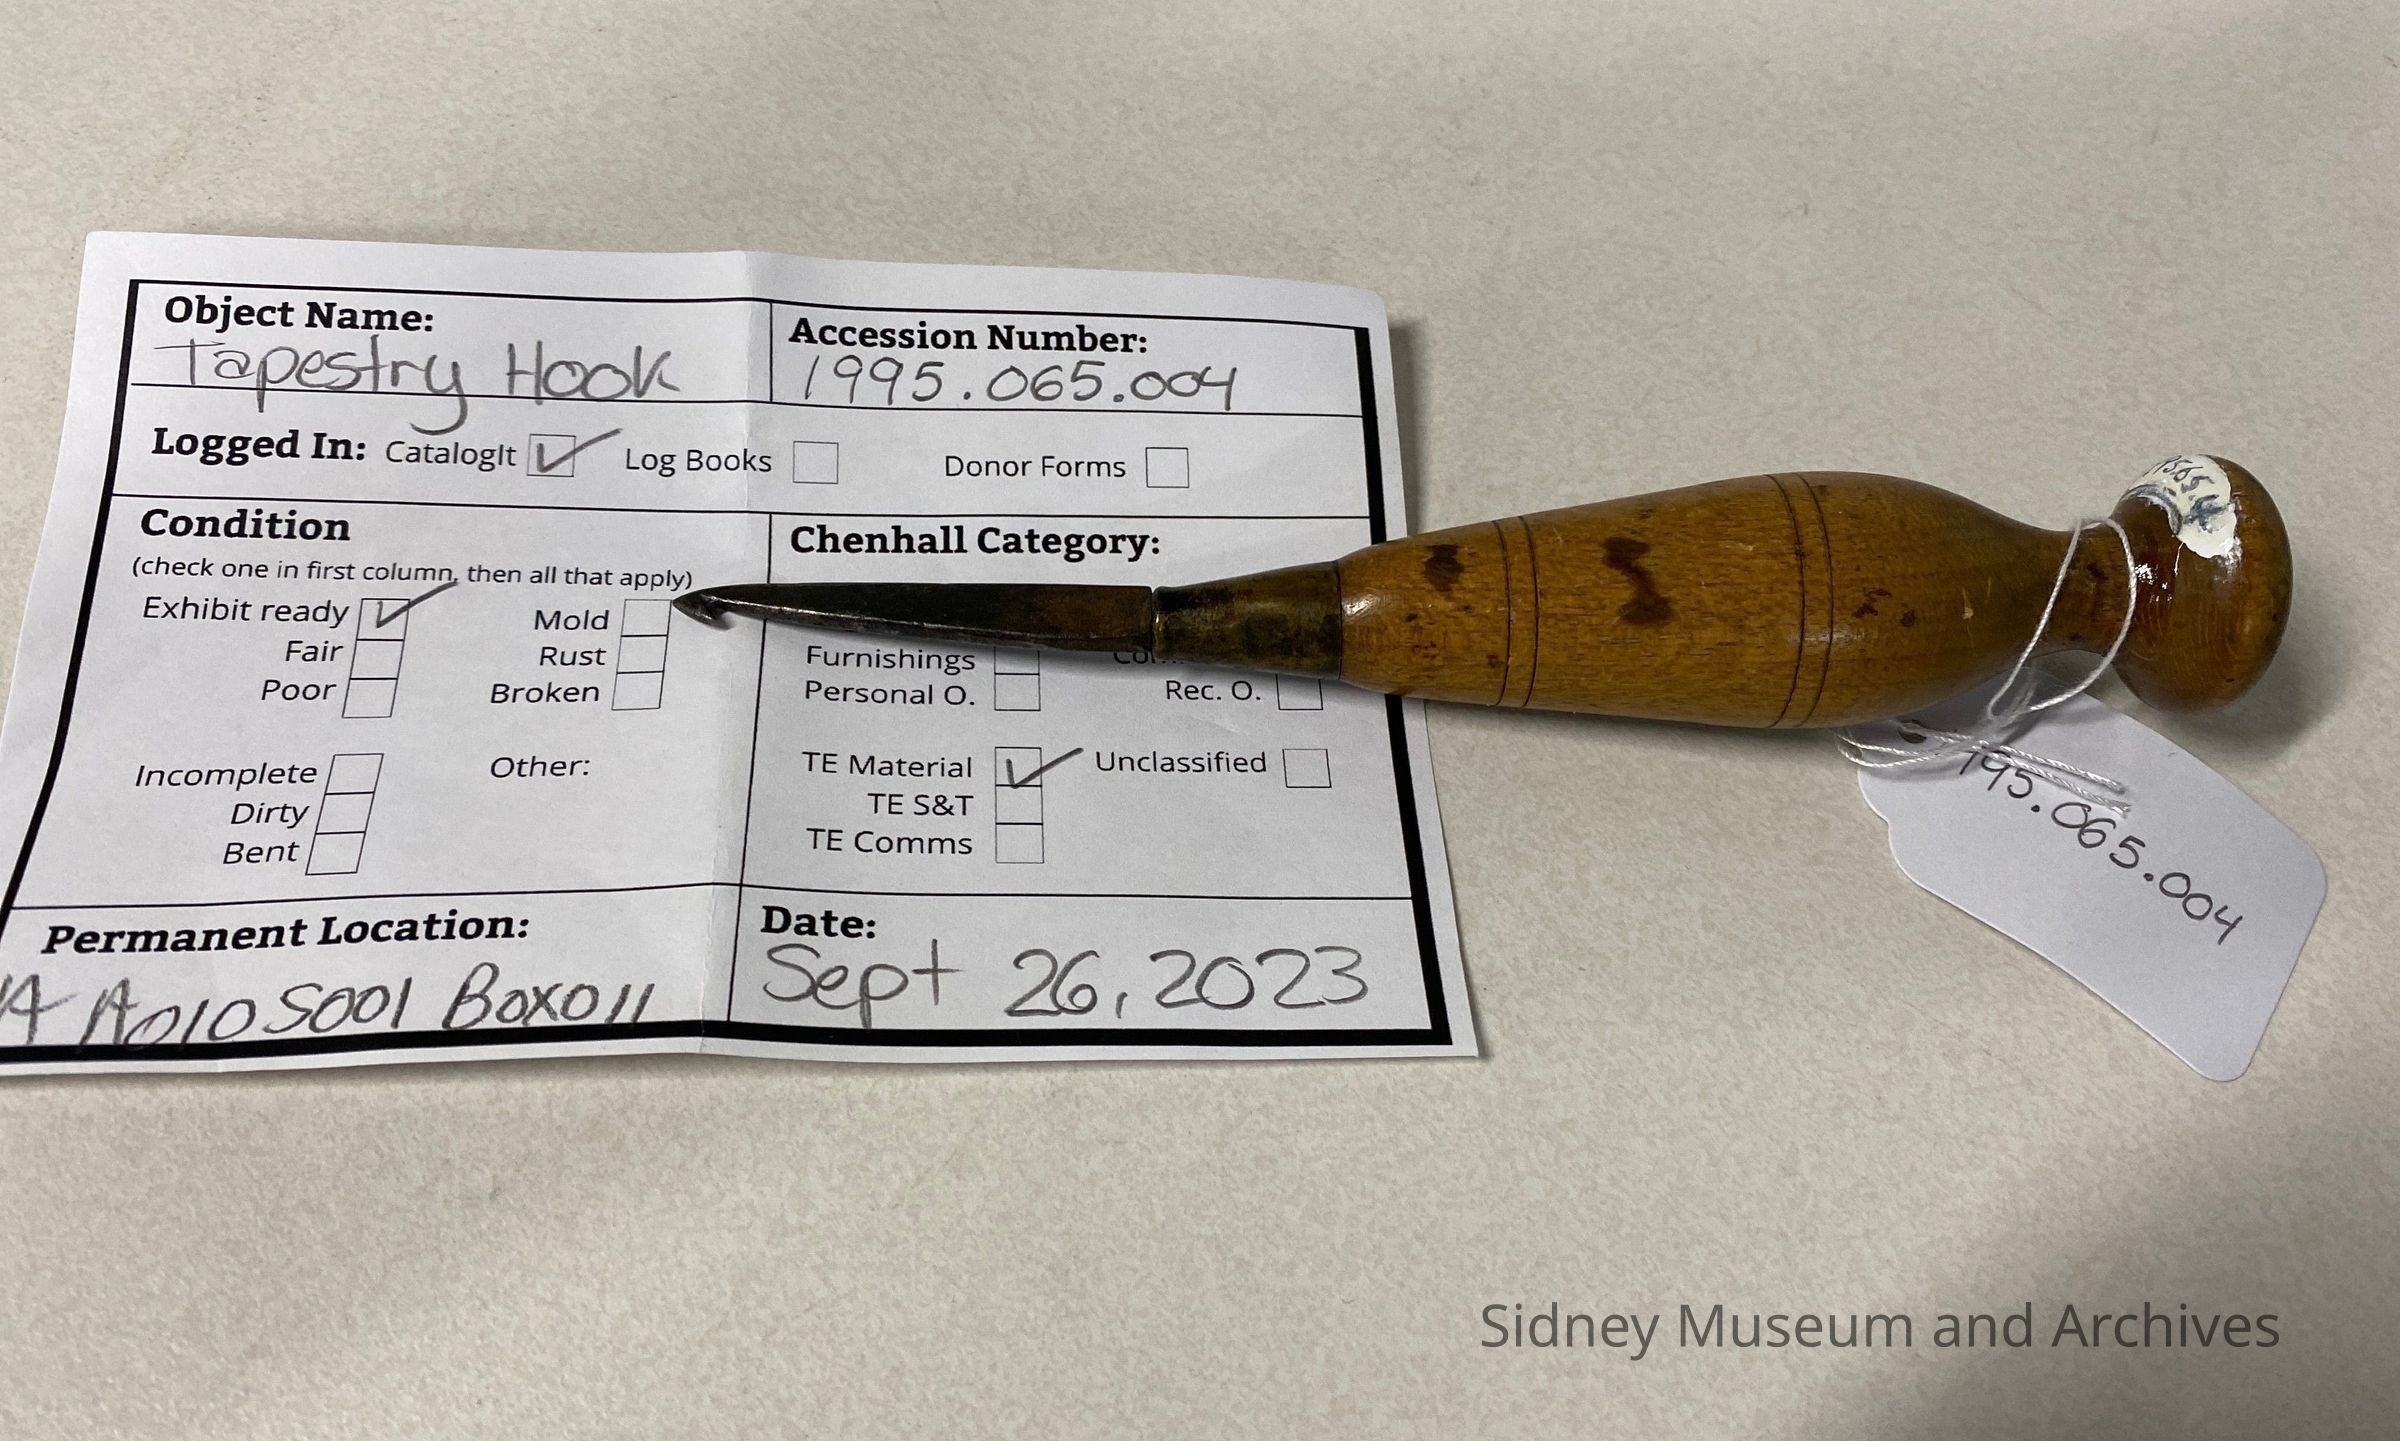 Object Name:
Tapestry Hook
Accession Number:
1995.065.004
Logged In: CatalogIt Log Books Donor Forms
Condition
(check one in first column, then all that apply)
Exhibit ready
Fair
Poor
Mold
Rust
Broken
Incomplete
Dirty
Bent
Other:
Chenhall Category:
Furnishings
Personal O.
Rec. O.
TE Material
TE S&T
TE Comms
Unclassified
Permanent Location:
A010 S001 Box011
Date:
Sept 26, 2023
195.065.004
Sidney Museum and Archives